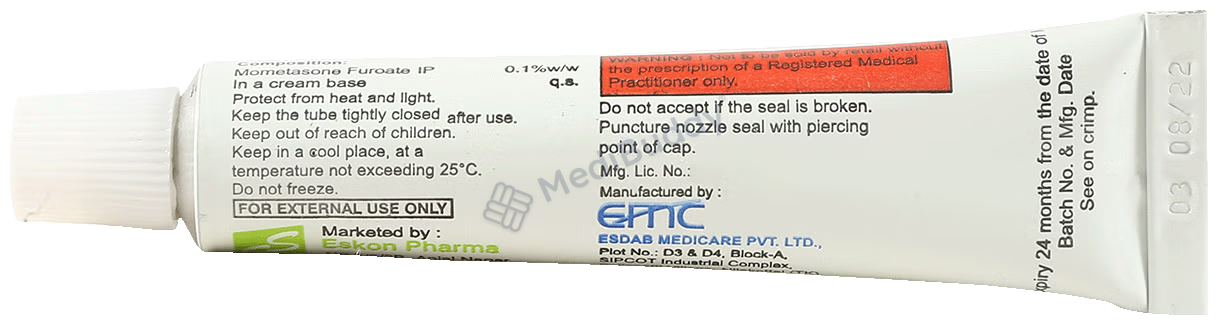 Composition:
Mometasone Furoate IP 0.1%w/w
In a cream base q.s.
Protect from heat and light.
Keep the tube tightly closed after use.
Keep out of reach of children.
Keep in a cool place, at a
temperature not exceeding 25°C.
Do not freeze.
FOR EXTERNAL USE ONLY
Marketed by :
Eskon Pharma
WARNING : Not to be sold by retail without
the prescription of a Registered Medical
Practitioner only.
Do not accept if the seal is broken.
Puncture nozzle seal with piercing
point of cap.
Mfg. Lic. No.:
Manufactured by :
EMC
ESDAB MEDICARE PVT. LTD.,
Plot No.: D3 & D4, Block-A,
SIPCOT Industrial Complex,
Expiry 24 months from the date of
Batch No. & Mfg. Date
See on crimp.
03 08/22
MediBuddy